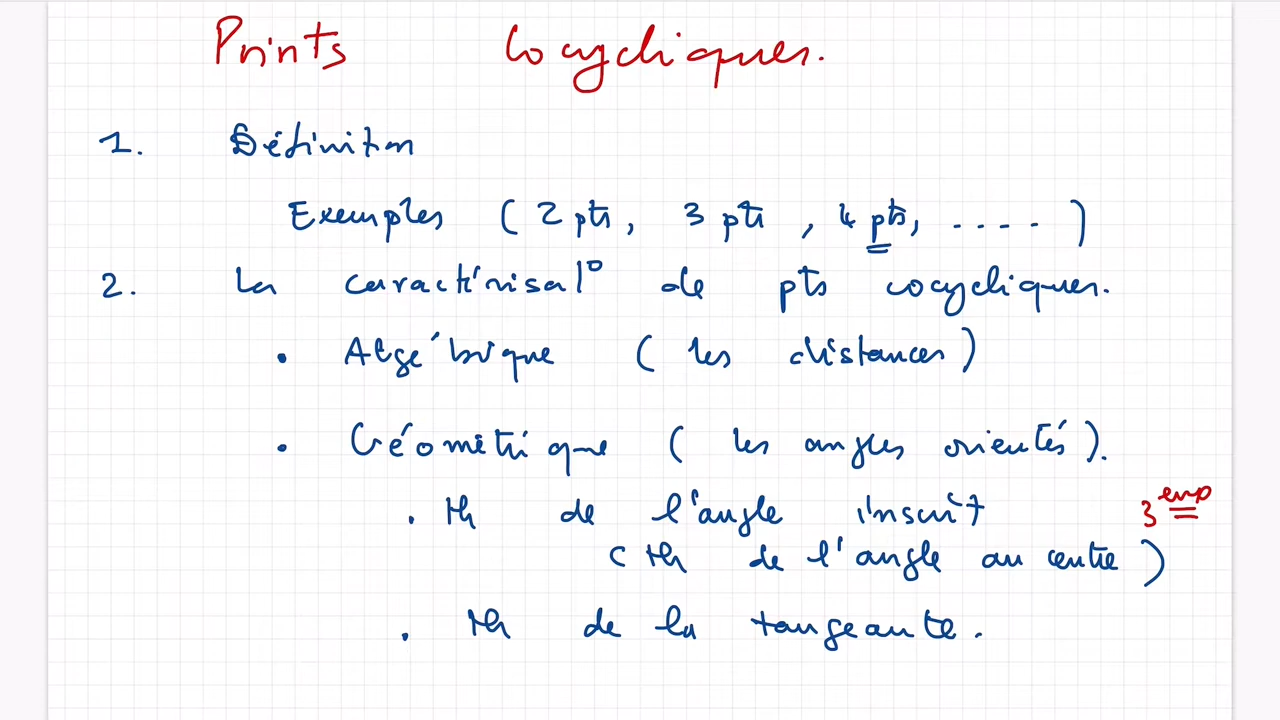 Points Cocycliques.
1. Définition
Exemples ( 2 pts, 3 pts, 4 pts, .... )
2. La caractérisat° de pts cocycliques.
• Algébrique ( les distances )
• Géométrique ( les angles orientés ).
. th de l'angle inscrit 3
( th de l'angle au centre )
. th de la tangeante.